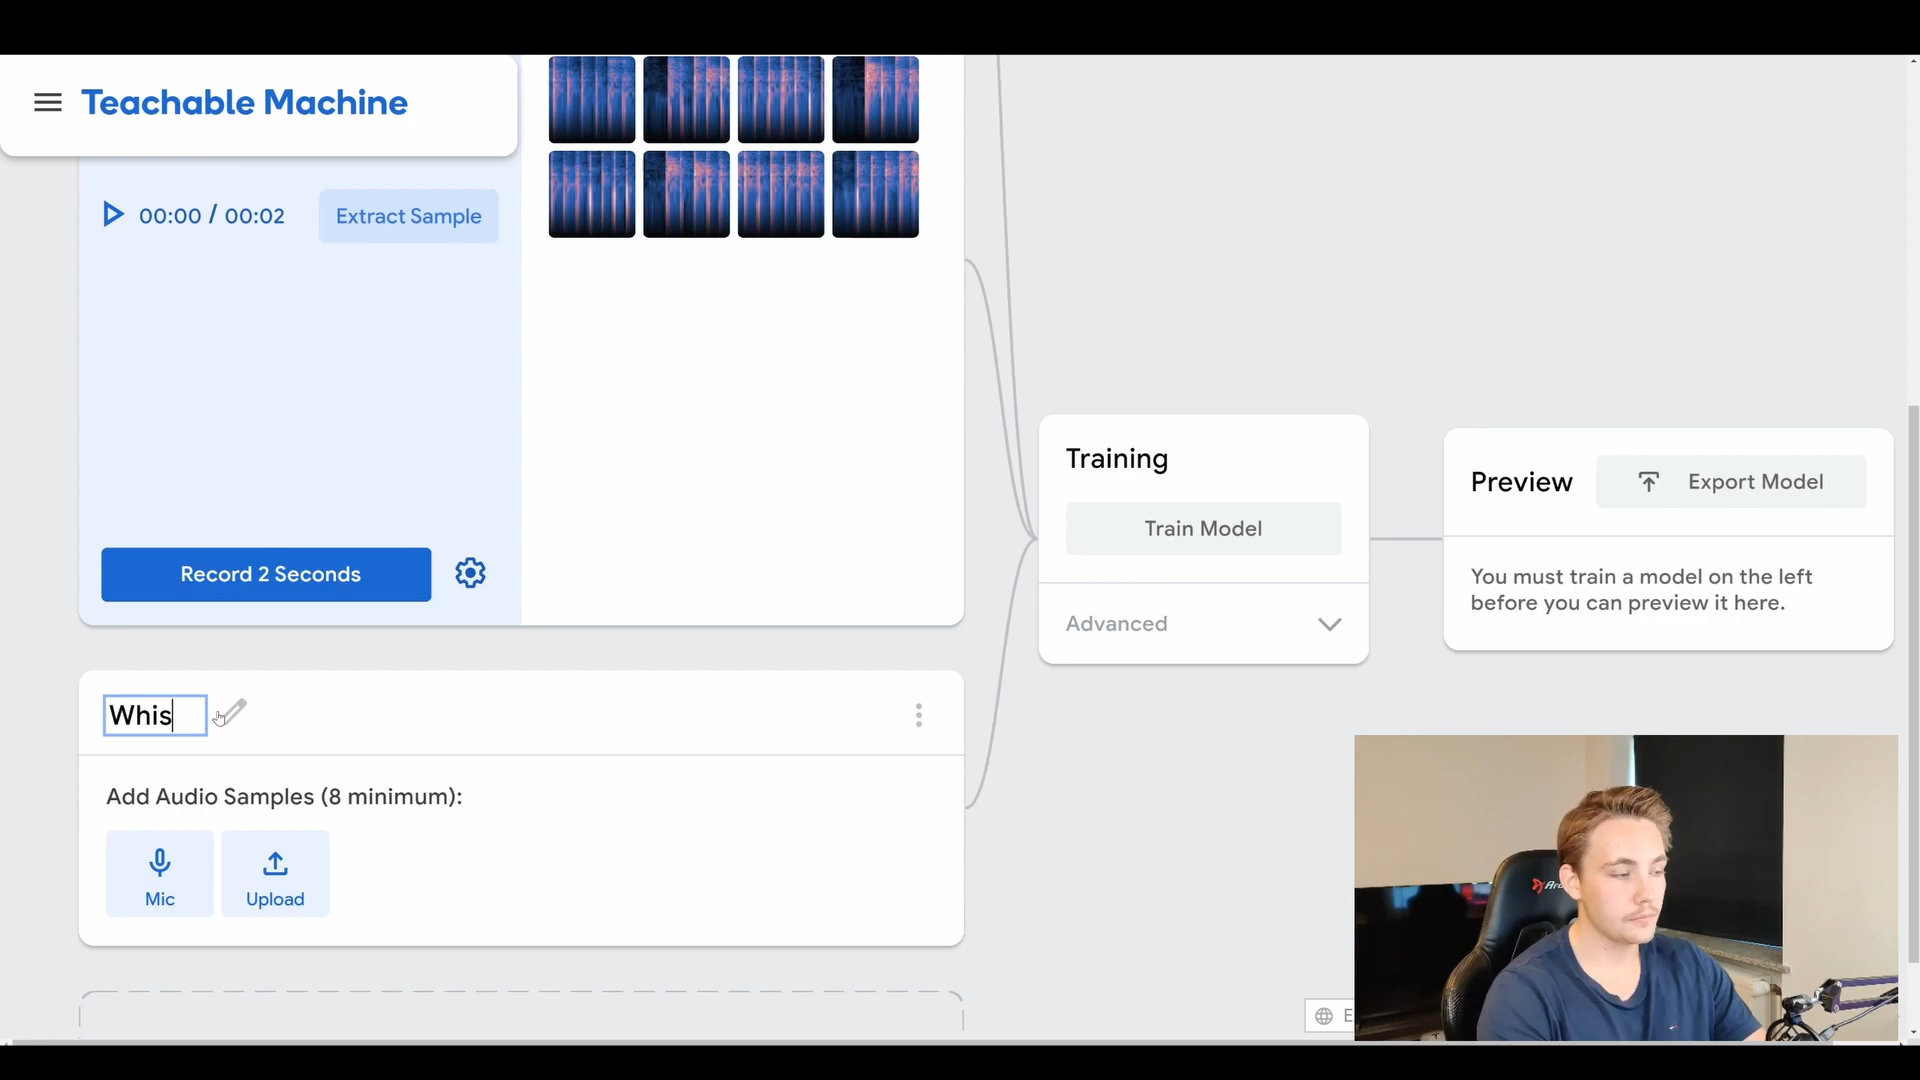 Teachable Machine
00:00 / 00:02
Extract Sample
Record 2 Seconds
Whis
Add Audio Samples (8 minimum):
Mic
Upload
Training
Train Model
Advanced
Preview
Export Model
You must train a model on the left
before you can preview it here.
E